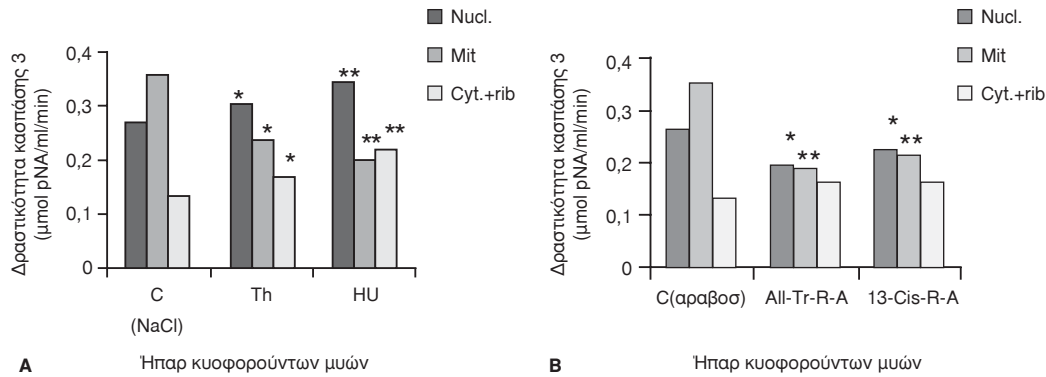 Nucl.
Mit
Cyt.+rib
Δραστικότητα κασπάσης 3
(μmol pNA/ml/min)
0,4
0,3
0,2
0,1
0
*
*
*
**
**
**
C
(NaCl)
Th
HU
A
Ήπαρ κυοφορούντων μυών
Nucl.
Mit
Cyt.+rib
Δραστικότητα κασπάσης 3
(μmol pNA/ml/min)
0,4
0,3
0,2
0,1
0
*
**
*
**
C(αραβοσ)
All-Tr-R-A
13-Cis-R-A
B
Ήπαρ κυοφορούντων μυών